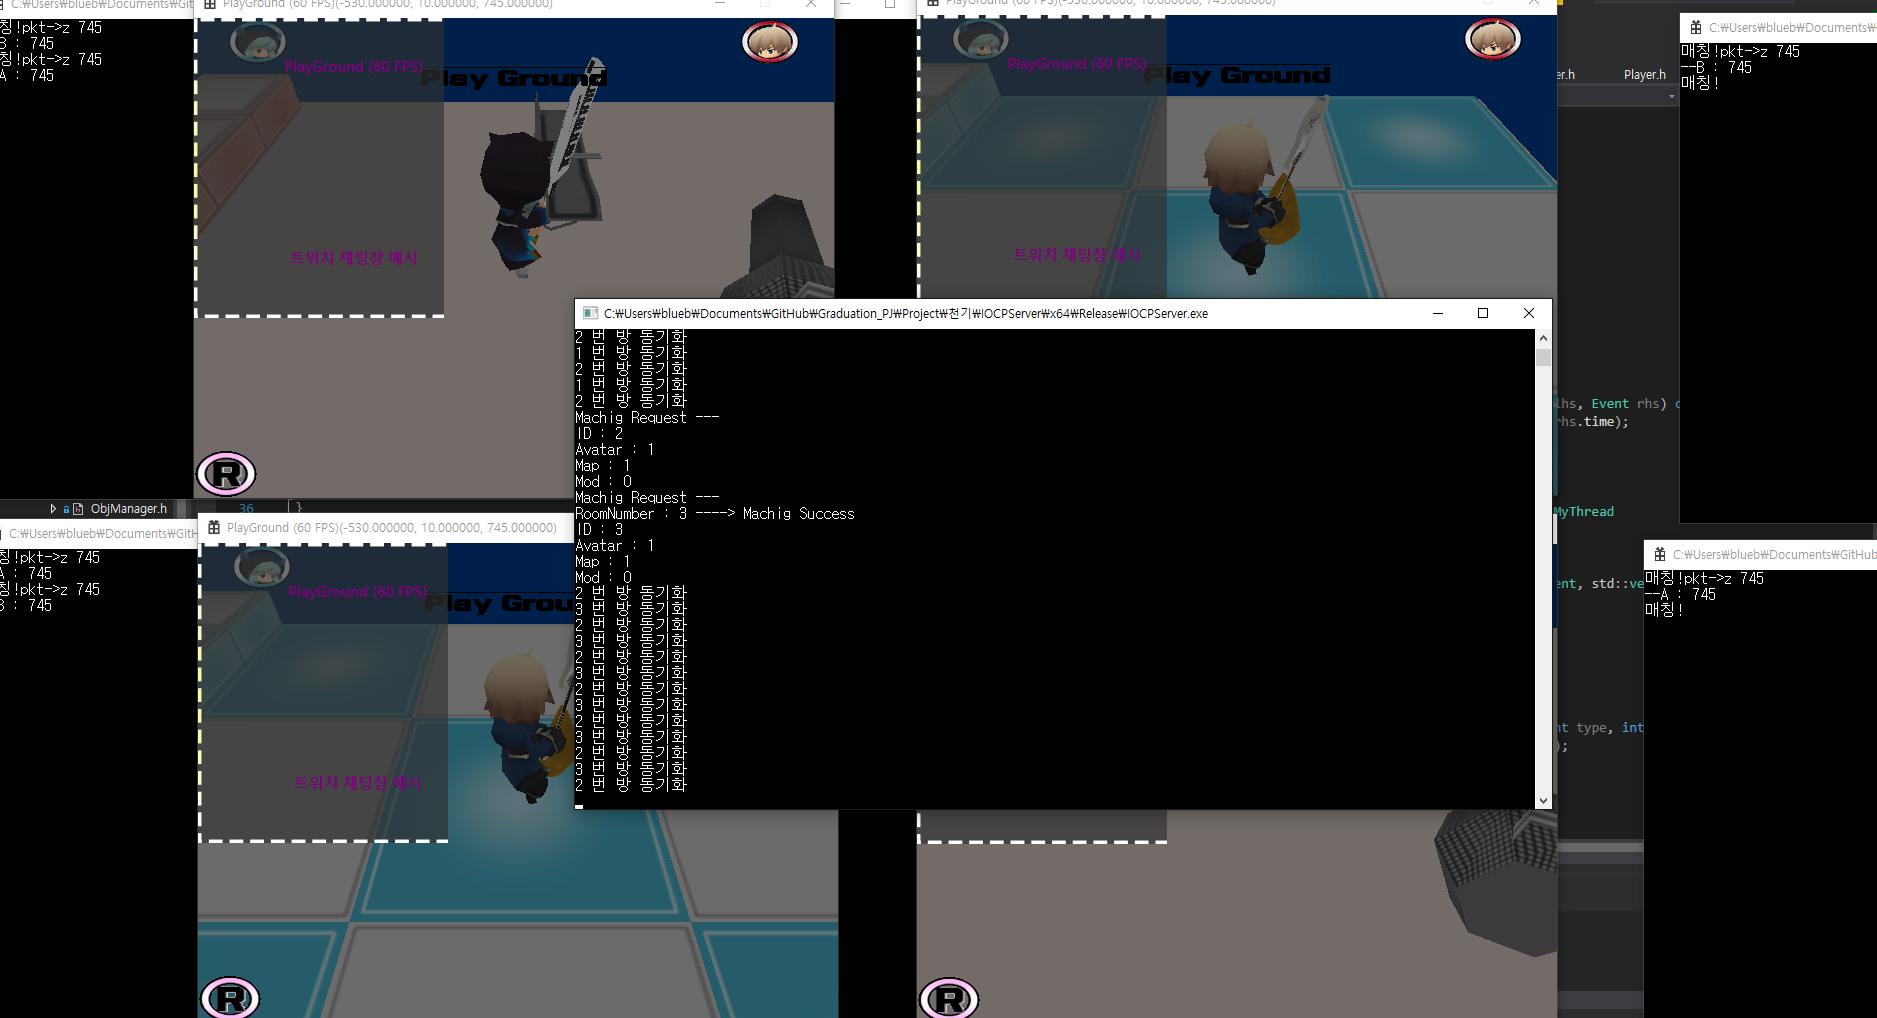 C:₩Users₩blueb₩Documents₩Git
칭!pkt->z 745
B : 745
칭!pkt->z 745
A : 745
PlayGround (60 FPS)(-530.000000, 10.000000, 745.000000)
PlayGround (60 FPS)
Play Ground
트위치 채팅창 예시
R
PlayGround (60 FPS)(-530.000000, 10.000000, 745.000000)
PlayGround (60 FPS)
Play Ground
트위치 채팅창 예시
er.h
Player.h
C:₩Users₩blueb₩Documents₩
매칭!pkt->z 745
--B : 745
매칭!
C:₩Users₩blueb₩Documents₩GitHub₩Graduation_PJ₩Project₩천기₩IOCPServer₩x64₩Release₩IOCPServer.exe
2 번 방 동기화
1 번 방 동기화
2 번 방 동기화
1 번 방 동기화
2 번 방 동기화
Machig Request ---
ID : 2
Avatar : 1
Map : 1
Mod : 0
Machig Request ---
RoomNumber : 3 ----> Machig Success
ID : 3
Avatar : 1
Map : 1
Mod : 0
2 번 방 동기화
3 번 방 동기화
2 번 방 동기화
3 번 방 동기화
2 번 방 동기화
3 번 방 동기화
2 번 방 동기화
3 번 방 동기화
2 번 방 동기화
3 번 방 동기화
2 번 방 동기화
3 번 방 동기화
2 번 방 동기화
lhs, Event rhs) c
rhs.time);
MyThread
ent, std::ve
nt type, int
);
ObjManager.h
36
}
C:₩Users₩blueb₩Documents₩GitH
칭!pkt->z 745
A : 745
칭!pkt->z 745
B : 745
PlayGround (60 FPS)(-530.000000, 10.000000, 745.000000)
PlayGround (60 FPS)
Play Grou
트위치 채팅창 예시
R
R
C:₩Users₩blueb₩Documents₩GitHub
매칭!pkt->z 745
--A : 745
매칭!